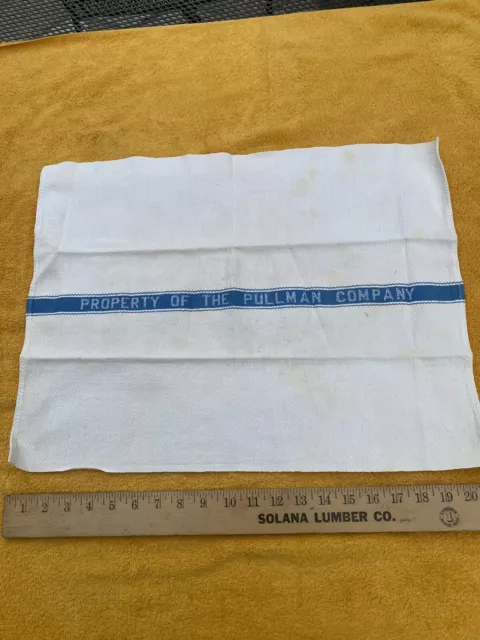 PROPERTY OF THE PULLMAN COMPANY
1 2 3 4 5 6 7 8 9 10 11 12 13 14 15 16 17 18 19 20
SOLANA LUMBER CO.